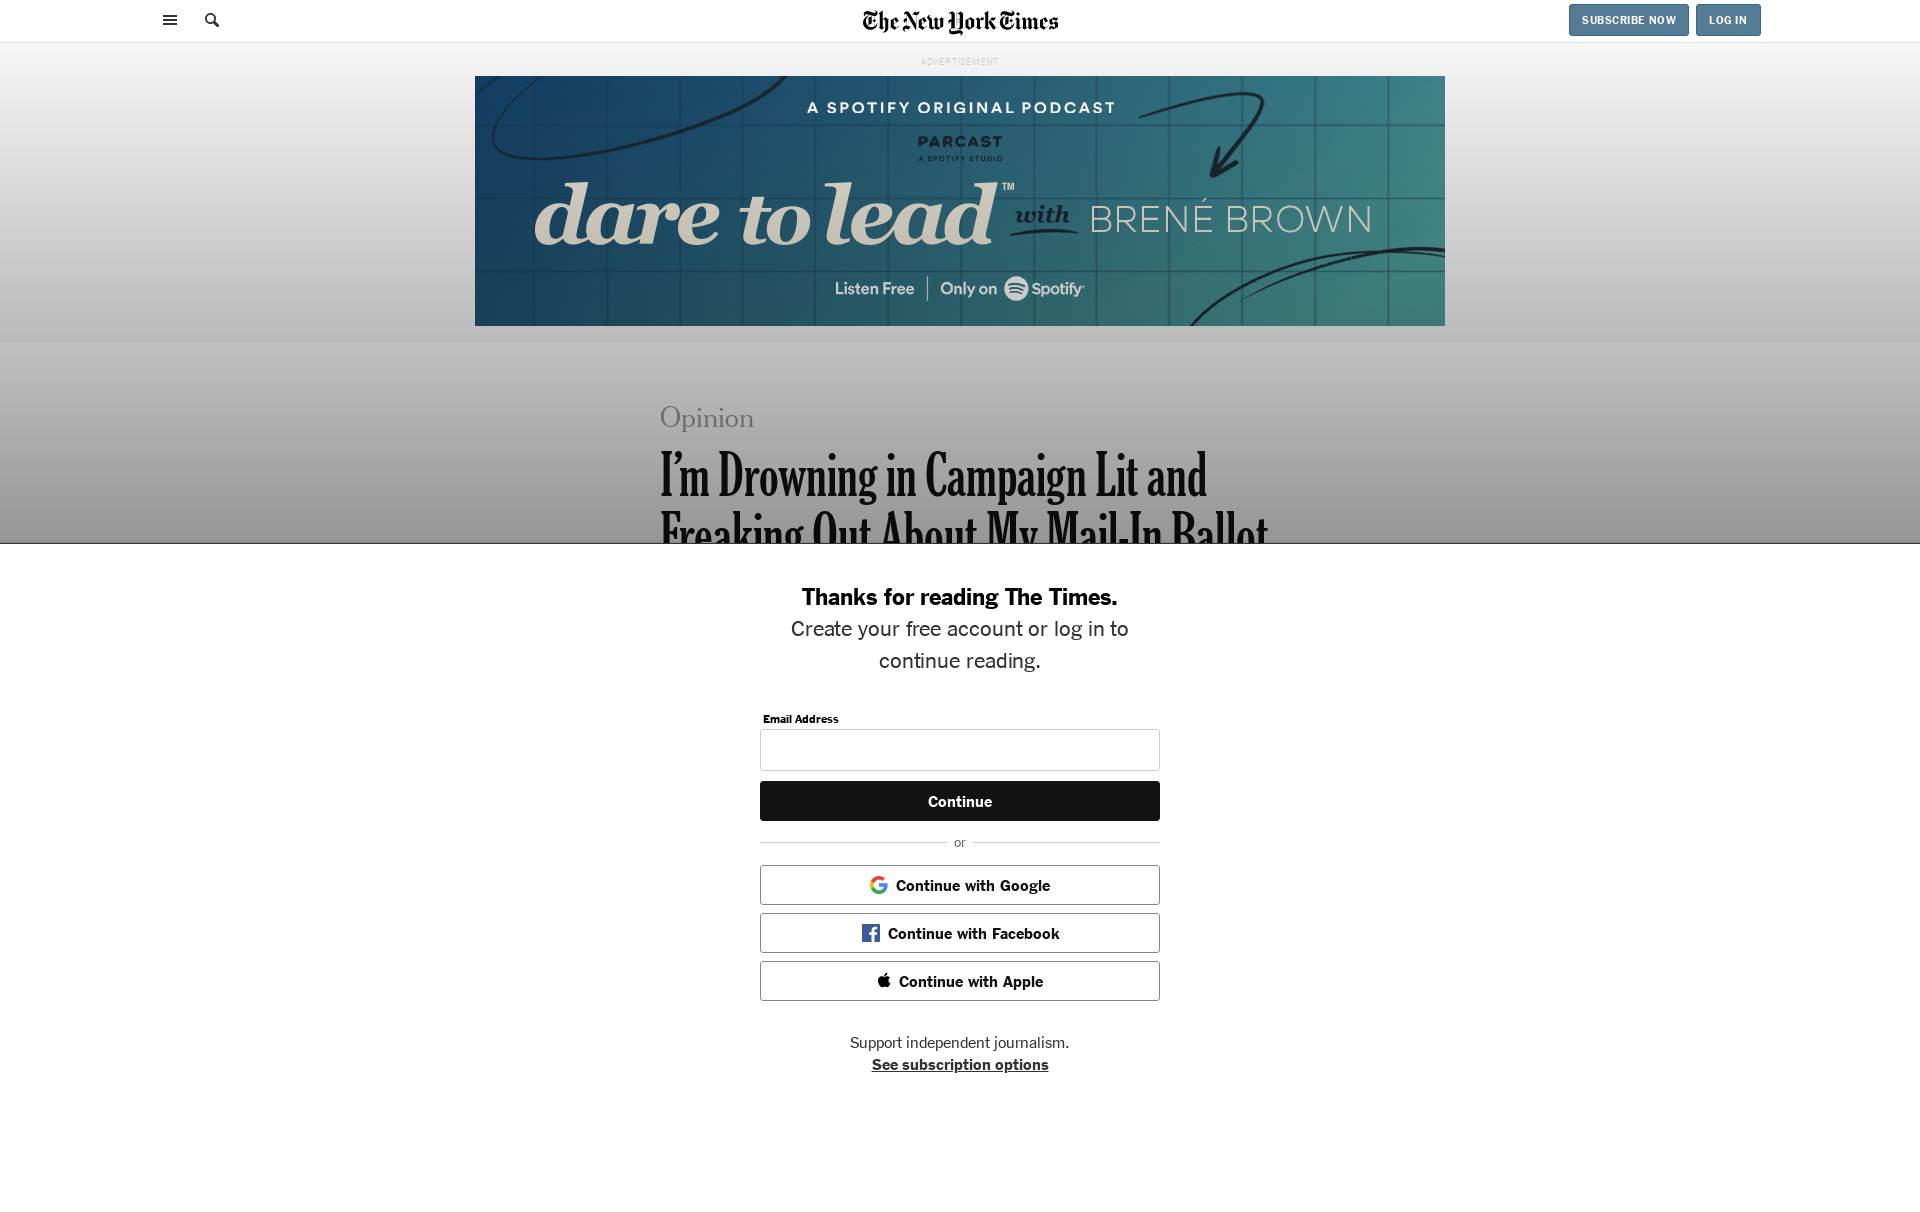 The New York Times
SUBSCRIBE NOW
LOG IN
ADVERTISEMENT
A SPOTIFY ORIGINAL PODCAST
PARCAST
A SPOTIFY STUDIO
dare to lead™ with BRENÉ BROWN
Listen Free | Only on Spotify
Opinion
I’m Drowning in Campaign Lit and
Freaking Out About My Mail-In Ballot
Thanks for reading The Times.
Create your free account or log in to
continue reading.
Email Address
Continue
or
Continue with Google
Continue with Facebook
Continue with Apple
Support independent journalism.
See subscription options